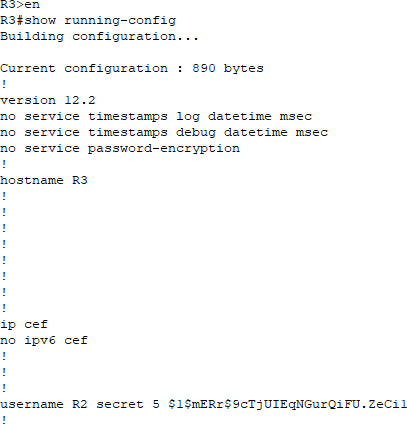 R3>en
R3#show running-config
Building configuration...
Current configuration : 890 bytes
!
version 12.2
no service timestamps log datetime msec
no service timestamps debug datetime msec
no service password-encryption
!
hostname R3
!
!
!
!
!
!
!
!
ip cef
no ipv6 cef
!
!
!
username R2 secret 5 $1$mERr$9cTjUIEqNGurQiFU.ZeCi1
!